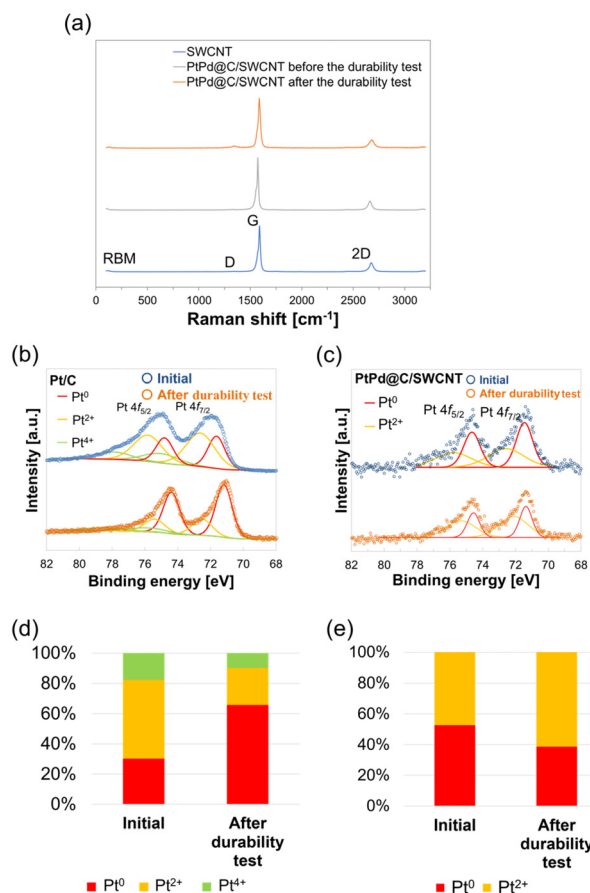 (a)
SWCNT
PtPd@C/SWCNT before the durability test
PtPd@C/SWCNT after the durability test
G
RBM
D
2D
0 500 1000 1500 2000 2500 3000
Raman shift [cm-1]
(b)
Pt/C
Initial
After durability test
Pt0
Pt2+
Pt4+
Pt 4f5/2
Pt 4f7/2
Intensity [a.u.]
82 80 78 76 74 72 70 68
Binding energy [eV]
(c)
PtPd@C/SWCNT
Initial
After durability test
Pt0
Pt2+
Pt 4f5/2
Pt 4f7/2
Intensity [a.u.]
82 80 78 76 74 72 70 68
Binding energy [eV]
(d)
100%
80%
60%
40%
20%
0%
Initial
After
durability
test
Pt0 Pt2+ Pt4+
(e)
100%
80%
60%
40%
20%
0%
Initial
After
durability
test
Pt0 Pt2+